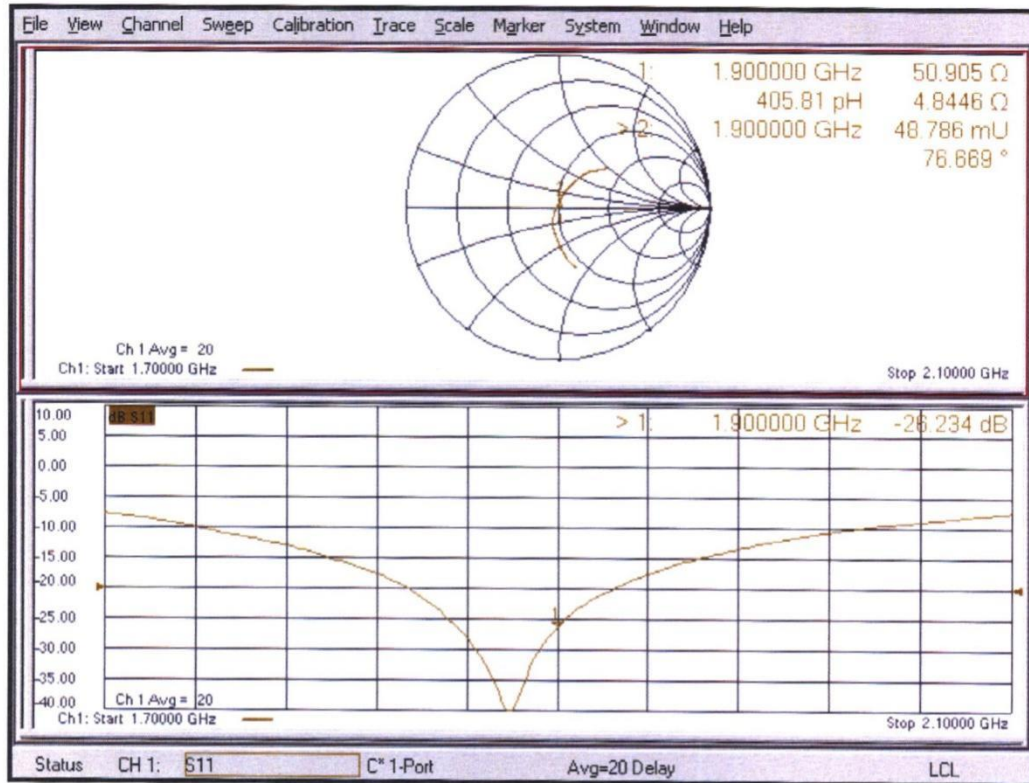 File View Channel Sweep Calibration Trace Scale Marker System Window Help
1: 1.900000 GHz 50.905 Ω
405.81 pH 4.8446 Ω
> 2: 1.900000 GHz 48.786 mU
76.669 °
Ch 1 Avg = 20
Ch1: Start 1.70000 GHz Stop 2.10000 GHz
10.00 dB S11 > 1: 1.900000 GHz -26.234 dB
5.00
0.00
-5.00
-10.00
-15.00
-20.00
-25.00 1
-30.00
-35.00
-40.00 Ch 1 Avg = 20
Ch1: Start 1.70000 GHz Stop 2.10000 GHz
Status CH 1: S11 C* 1-Port Avg=20 Delay LCL